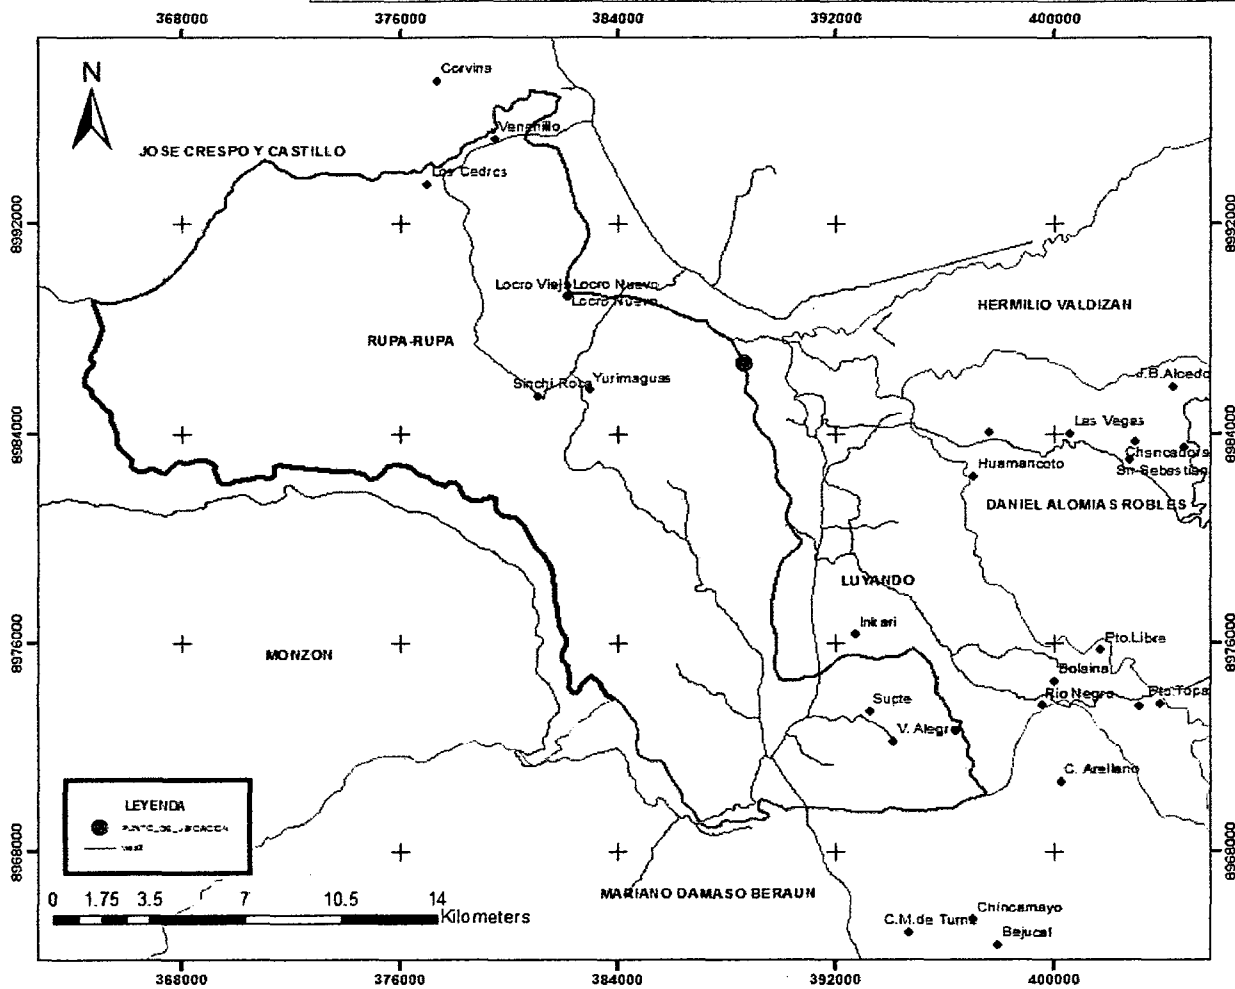 368000 376000 384000 392000 400000
N
Corvina
Venenillo
JOSE CRESPO Y CASTILLO
Los Cedros
8992000 8992000
Locro Viejo Locro Nuevo
Locro Nuevo
HERMILIO VALDIZAN
RUPA-RUPA
J.B.Alcedo
Sinchi Roca Yurimaguas
8984000 8984000
Las Vegas
Chancadora
Huamancoto
Sn-Sebastian
DANIEL ALOMIAS ROBLES
LUYANDO
Inkari
8976000 8976000
Pto.Libre
MONZON
Bolaina
Rio Negro Pto.Topa
Supte
V. Alegre
C. Arellano
LEYENDA
PUNTO_DE_UBICACION
8968000 8968000
MARIANO DAMASO BERAUN
0 1.75 3.5 7 10.5 14
Kilometers
Chincamayo
C.M.de Turne
Bejucal
368000 376000 384000 392000 400000